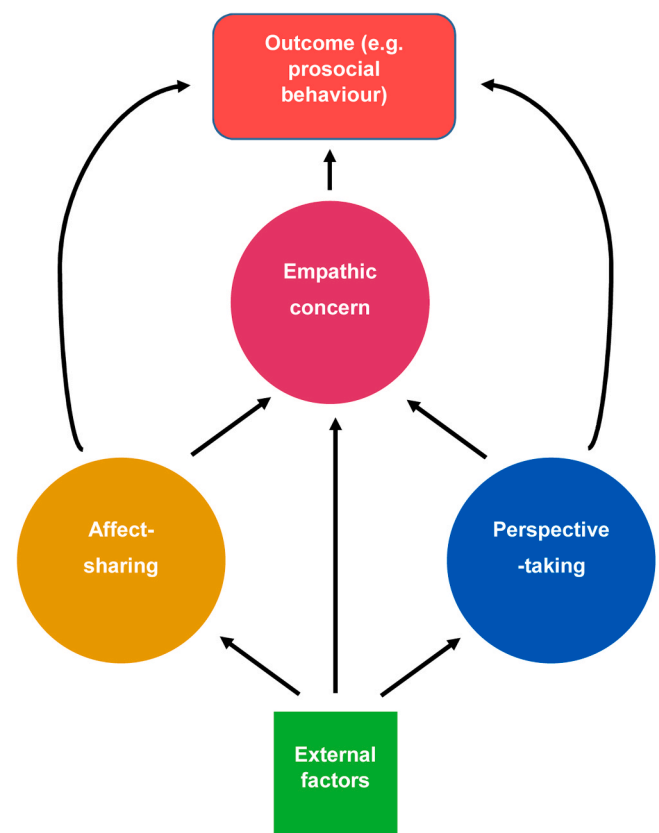 Outcome (e.g.
prosocial
behaviour)
Empathic
concern
Affect-
sharing
Perspective
-taking
External
factors